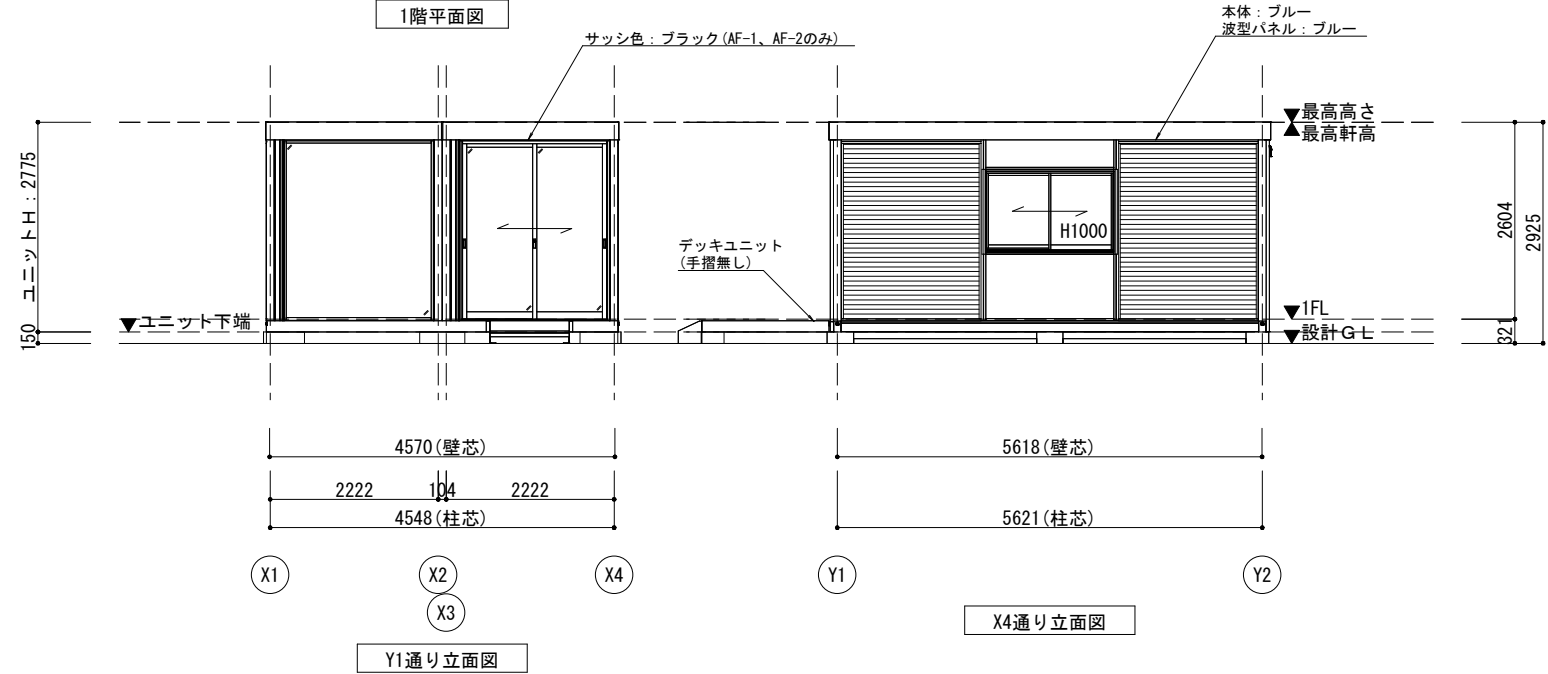 1階平面図
サッシ色：ブラック(AF-1、AF-2のみ)
本体：ブルー
波型パネル：ブルー
最高高さ
最高軒高
ユニットH：2775
150
ユニット下端
デッキユニット
(手摺無し)
H1000
1FL
設計ＧＬ
2604
321
2925
4570(壁芯)
2222
104
2222
4548(柱芯)
5618(壁芯)
5621(柱芯)
X1
X2
X3
X4
Y1
Y2
Y1通り立面図
X4通り立面図